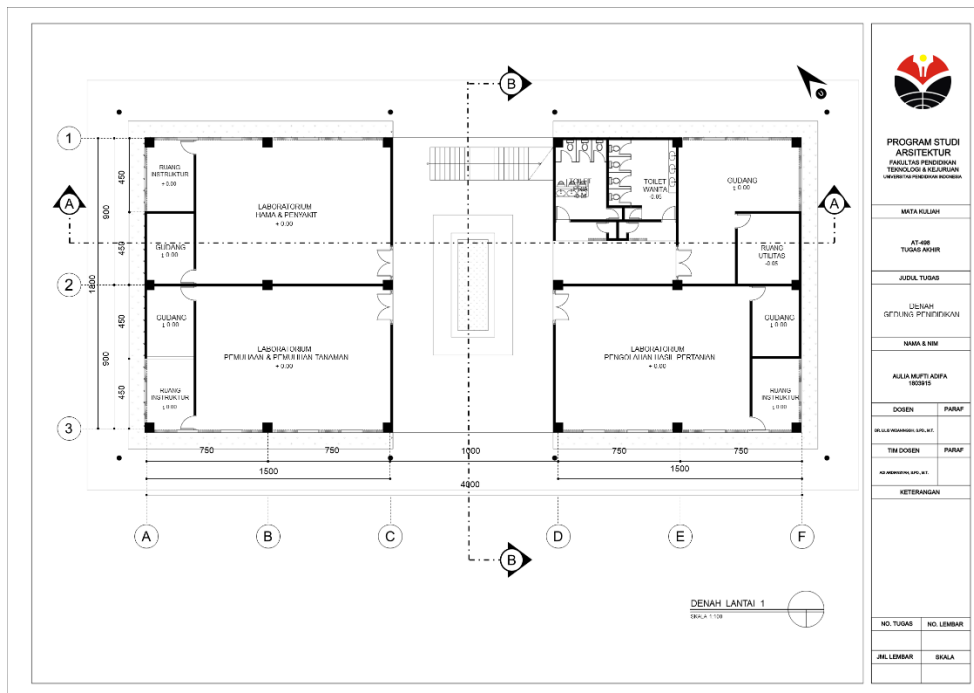 B
1
2
3
A
A
450
450
450
450
900
900
1800
RUANG
INSTRUKTUR
+ 0.00
LABORATORIUM
HAMA & PENYAKIT
+ 0.00
GUDANG
± 0.00
GUDANG
± 0.00
LABORATORIUM
+ 0.00
RUANG
INSTRUKTUR
± 0.00
TOILET
TOILET
WANITA
-0.05
GUDANG
± 0.00
RUANG
UTILITAS
-0.05
LABORATORIUM
PENGOLAHAN HASIL PERTANIAN
+ 0.00
GUDANG
± 0.00
RUANG
INSTRUKTUR
± 0.00
750
750
1000
750
750
1500
1500
4000
A
B
C
D
E
F
B
DENAH LANTAI 1
SKALA 1:100
PROGRAM STUDI
ARSITEKTUR
FAKULTAS PENDIDIKAN
TEKNOLOGI & KEJURUAN
UNIVERSITAS PENDIDIKAN INDONESIA
MATA KULIAH
AT-498
TUGAS AKHIR
JUDUL TUGAS
DENAH
GEDUNG PENIDIKAN
NAMA & NIM
AULIA MUFTI ADIFA
1803915
DOSEN PARAF
TIM DOSEN PARAF
KETERANGAN
NO. TUGAS NO. LEMBAR
JML LEMBAR SKALA